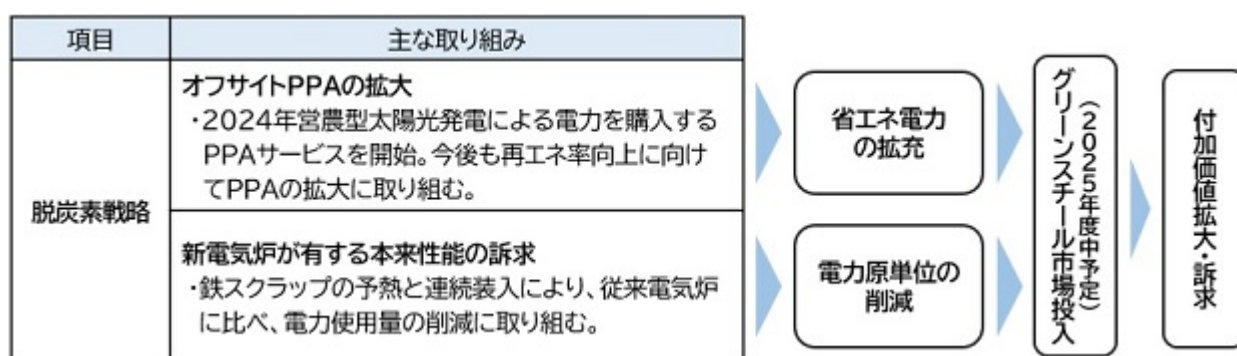 項目
主な取り組み
脱炭素戦略
オフサイトPPAの拡大
・2024年営農型太陽光発電による電力を購入する
PPAサービスを開始。今後も再エネ率向上に向け
てPPAの拡大に取り組む。
新電気炉が有する本来性能の訴求
・鉄スクラップの予熱と連続装入により、従来電気炉
に比べ、電力使用量の削減に取り組む。
省エネ電力
の拡充
電力原単位の
削減
（2025年度中予定）
グリーンスチール市場投入
付加価値拡大・訴求